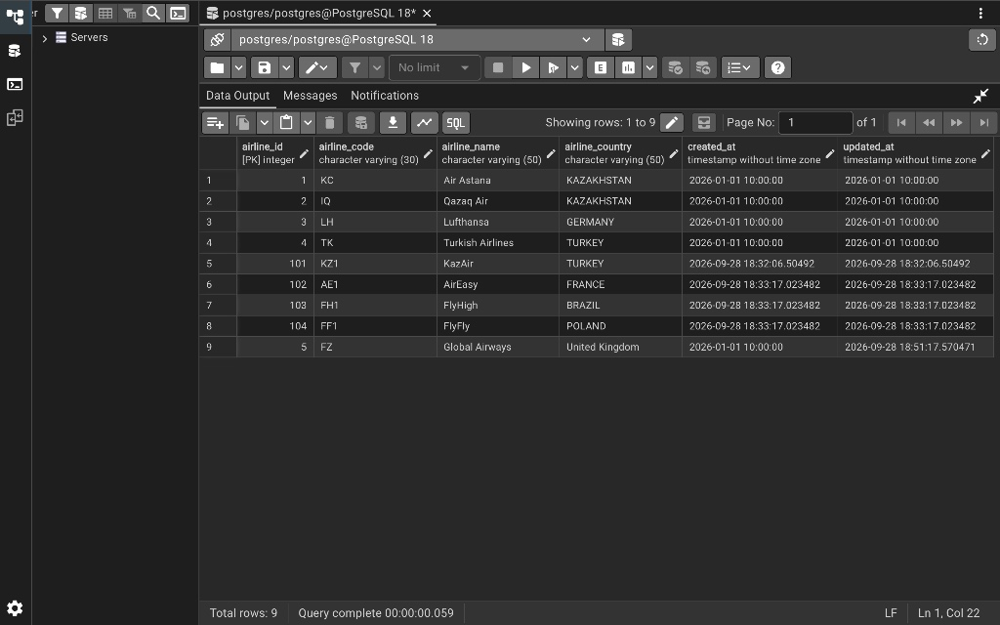 er
postgres/postgres@PostgreSQL 18*
Servers
postgres/postgres@PostgreSQL 18
No limit
E
Data Output Messages Notifications
SQL
Showing rows: 1 to 9
Page No: 1 of 1
airline_id airline_code airline_name airline_country created_at updated_at
[PK] integer character varying (30) character varying (50) character varying (50) timestamp without time zone timestamp without time zone
1 1 KC Air Astana KAZAKHSTAN 2026-01-01 10:00:00 2026-01-01 10:00:00
2 2 IQ Qazaq Air KAZAKHSTAN 2026-01-01 10:00:00 2026-01-01 10:00:00
3 3 LH Lufthansa GERMANY 2026-01-01 10:00:00 2026-01-01 10:00:00
4 4 TK Turkish Airlines TURKEY 2026-01-01 10:00:00 2026-01-01 10:00:00
5 101 KZ1 KazAir TURKEY 2026-09-28 18:32:06.50492 2026-09-28 18:32:06.50492
6 102 AE1 AirEasy FRANCE 2026-09-28 18:33:17.023482 2026-09-28 18:33:17.023482
7 103 FH1 FlyHigh BRAZIL 2026-09-28 18:33:17.023482 2026-09-28 18:33:17.023482
8 104 FF1 FlyFly POLAND 2026-09-28 18:33:17.023482 2026-09-28 18:33:17.023482
9 5 FZ Global Airways United Kingdom 2026-01-01 10:00:00 2026-09-28 18:51:17.570471
Total rows: 9 Query complete 00:00:00.059 LF Ln 1, Col 22